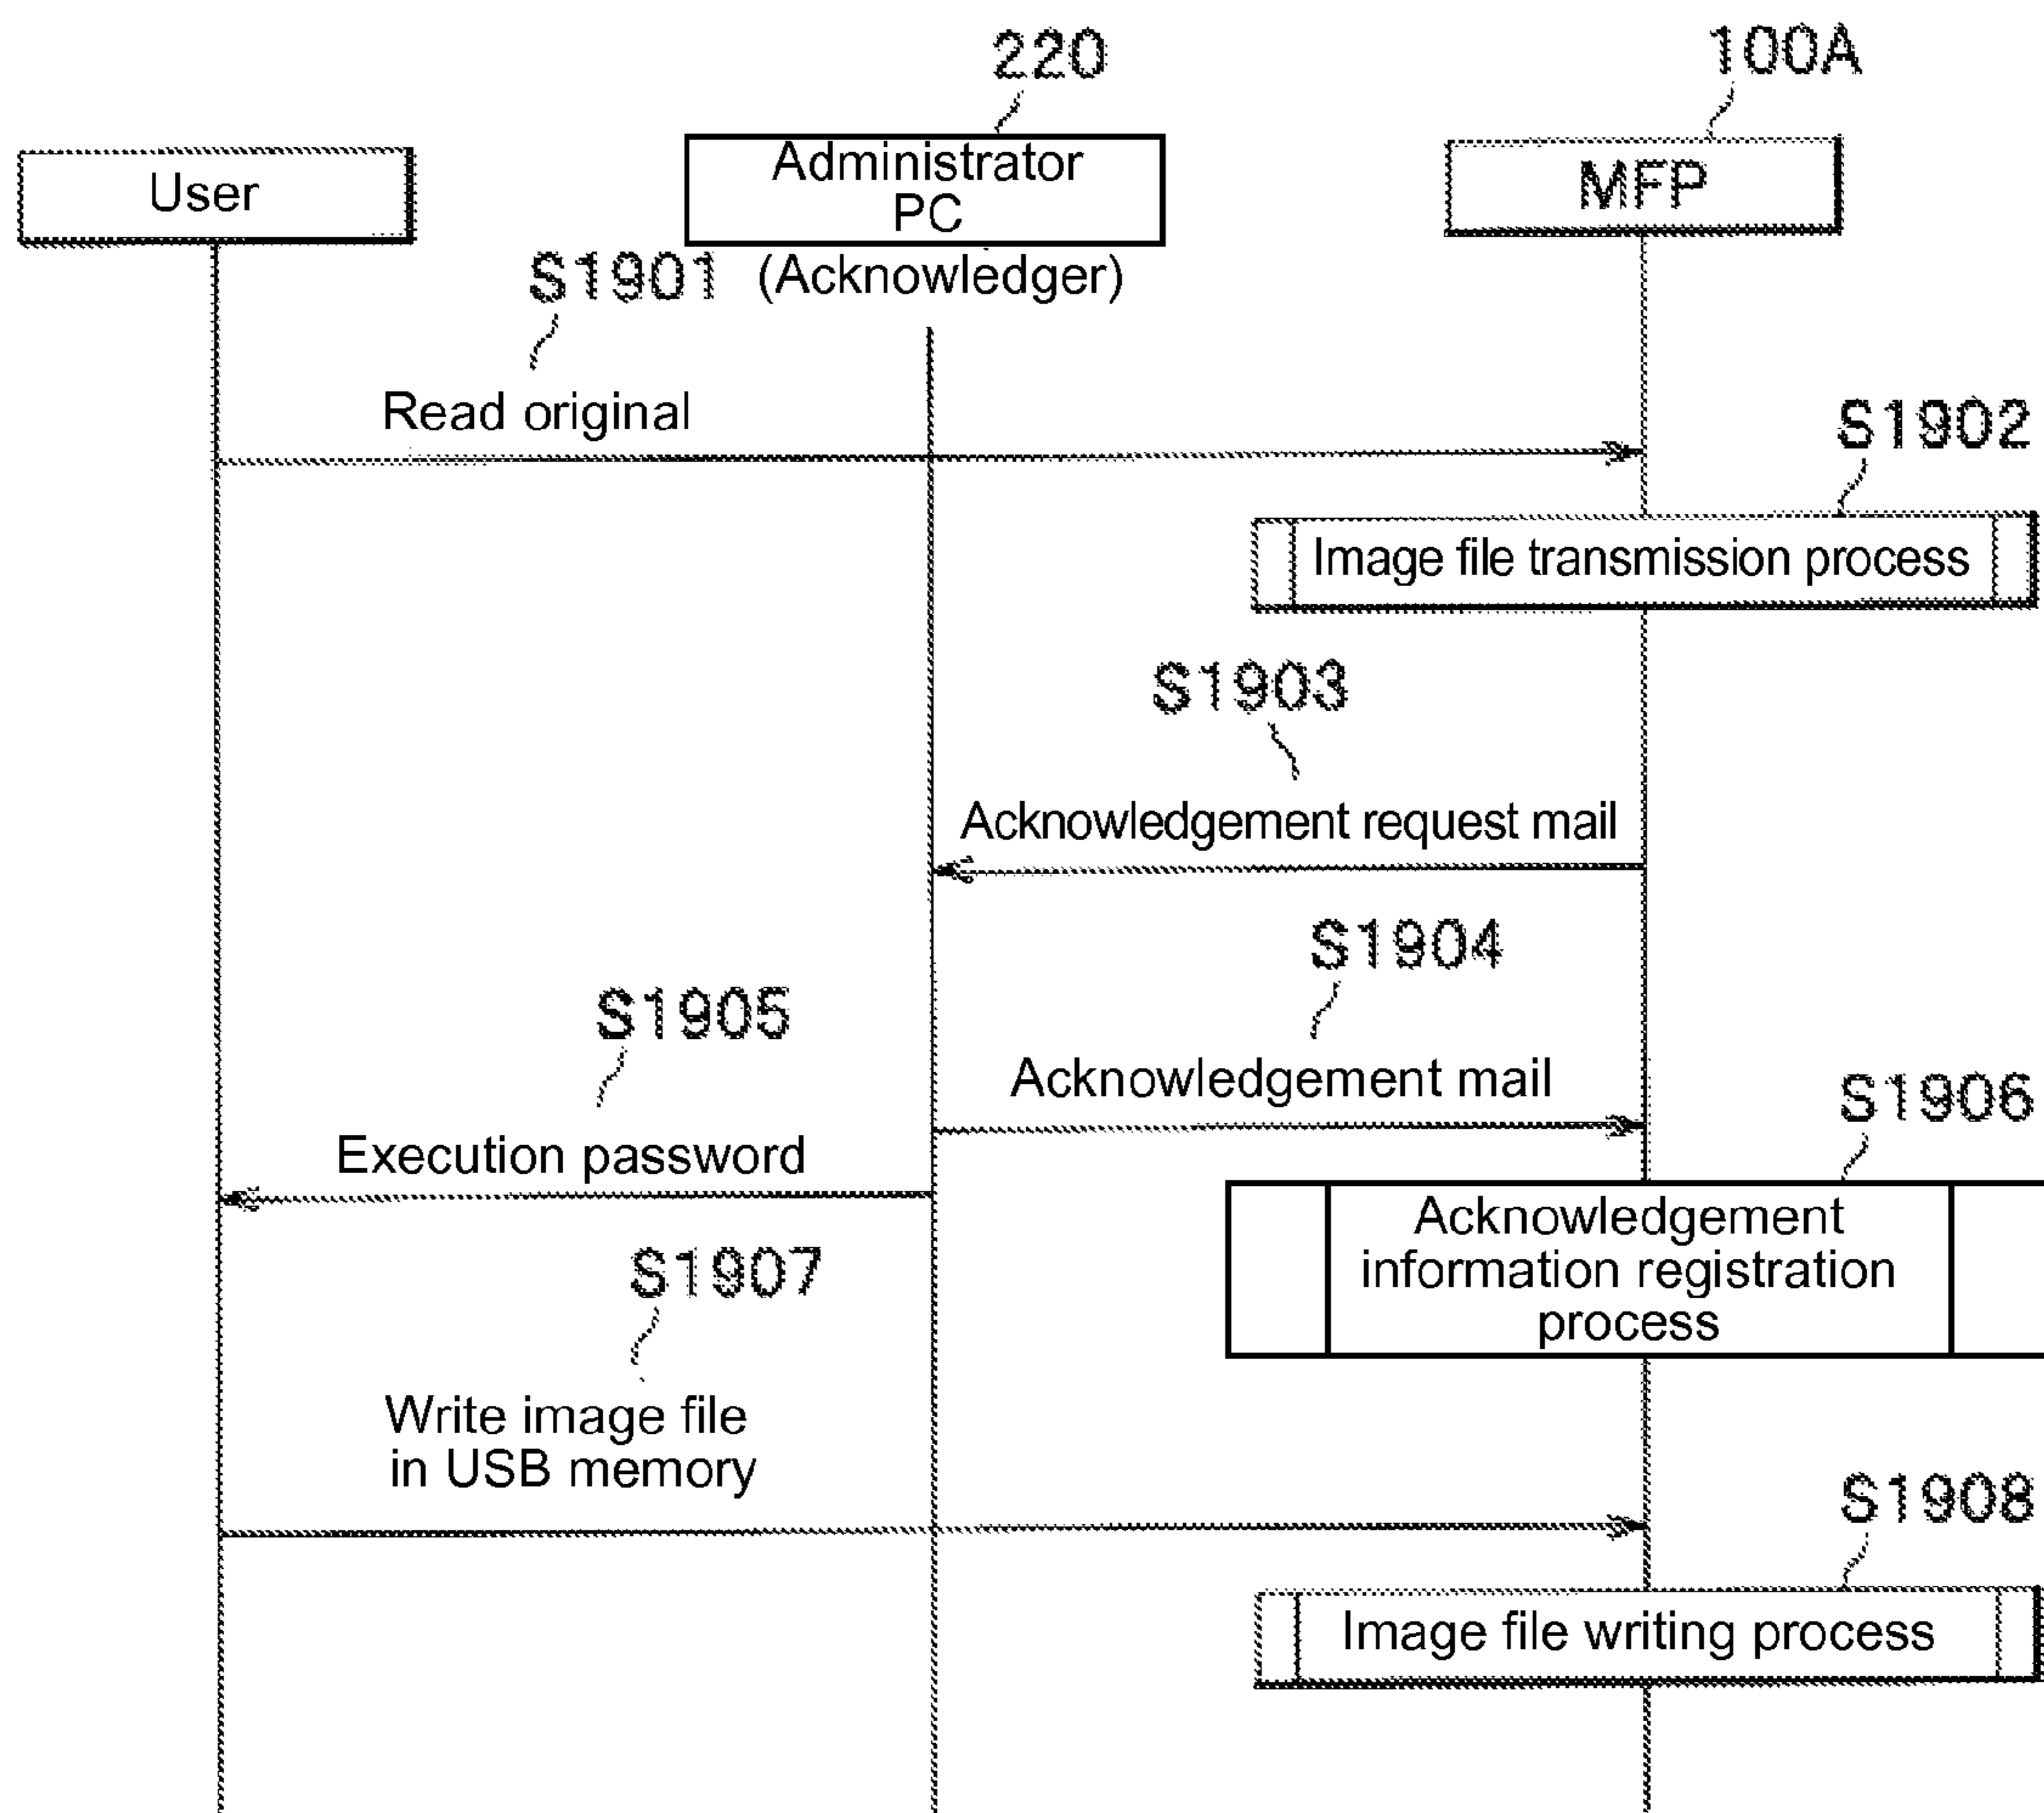 220
100A
User
Administrator
PC
MFP
(Acknowledger)
S1901
Read original
S1902
Image file transmission process
S1903
Acknowledgement request mail
S1904
Acknowledgement mail
S1905
Execution password
S1906
Acknowledgement
information registration
process
S1907
Write image file
in USB memory
S1908
Image file writing process